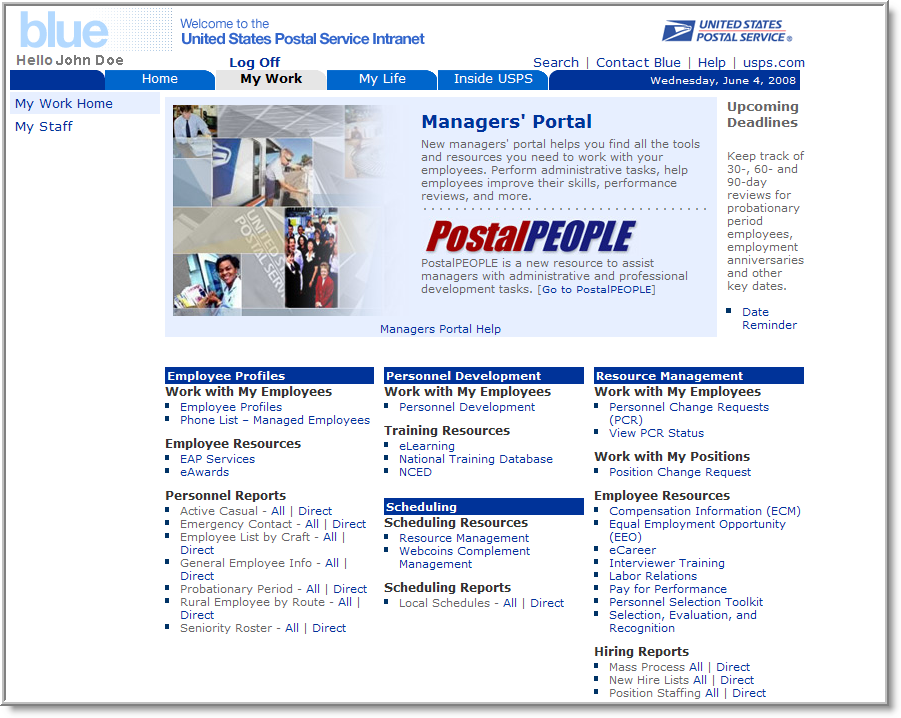 blue
Welcome to the
United States Postal Service Intranet
UNITED STATES
POSTAL SERVICE®
Hello John Doe
Log Off
Search | Contact Blue | Help | usps.com
Home
My Work
My Life
Inside USPS
Wednesday, June 4, 2008
My Work Home
My Staff
Managers' Portal
New managers' portal helps you find all the tools
and resources you need to work with your
employees. Perform administrative tasks, help
employees improve their skills, performance
reviews, and more.
PostalPEOPLE
PostalPEOPLE is a new resource to assist
managers with administrative and professional
development tasks. [Go to PostalPEOPLE]
Managers Portal Help
UNITED
POSTAL SERV
Upcoming
Deadlines
Keep track of
30-, 60- and
90-day
reviews for
probationary
period
employees,
employment
anniversaries
and other
key dates.
Date
Reminder
Employee Profiles
Work with My Employees
Employee Profiles
Phone List – Managed Employees
Employee Resources
EAP Services
eAwards
Personnel Reports
Active Casual - All | Direct
Emergency Contact - All | Direct
Employee List by Craft - All |
Direct
General Employee Info - All |
Direct
Probationary Period - All | Direct
Rural Employee by Route - All |
Direct
Seniority Roster - All | Direct
Personnel Development
Work with My Employees
Personnel Development
Training Resources
eLearning
National Training Database
NCED
Scheduling
Scheduling Resources
Resource Management
Webcoins Complement
Management
Scheduling Reports
Local Schedules - All | Direct
Resource Management
Work with My Employees
Personnel Change Requests
(PCR)
View PCR Status
Work with My Positions
Position Change Request
Employee Resources
Compensation Information (ECM)
Equal Employment Opportunity
(EEO)
eCareer
Interviewer Training
Labor Relations
Pay for Performance
Personnel Selection Toolkit
Selection, Evaluation, and
Recognition
Hiring Reports
Mass Process All | Direct
New Hire Lists All | Direct
Position Staffing All | Direct